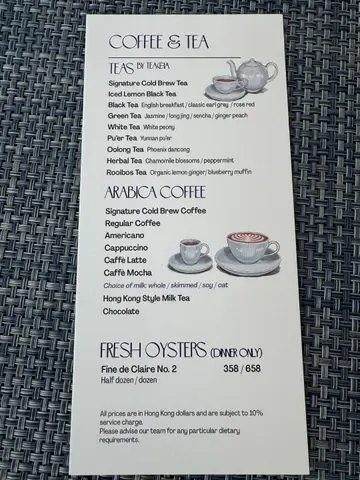 COFFEE & TEA
TEAS BY TEAKHA
Signature Cold Brew Tea
Iced Lemon Black Tea
Black Tea English breakfast / classic earl grey / rose red
Green Tea Jasmine / long jing / sencha / ginger peach
White Tea White peony
Pu'er Tea Yunnan pu'er
Oolong Tea Phoenix dancong
Herbal Tea Chamomile blossoms / peppermint
Rooibos Tea Organic lemon ginger/ blueberry muffin
ARABICA COFFEE
Signature Cold Brew Coffee
Regular Coffee
Americano
Cappuccino
Caffè Latte
Caffè Mocha
Choice of milk: whole / skimmed / soy / oat
Hong Kong Style Milk Tea
Chocolate
FRESH OYSTERS (DINNER ONLY)
Fine de Claire No. 2 358 / 658
Half dozen / dozen
All prices are in Hong Kong dollars and are subject to 10%
service charge.
Please advise our team for any particular dietary
requirements.